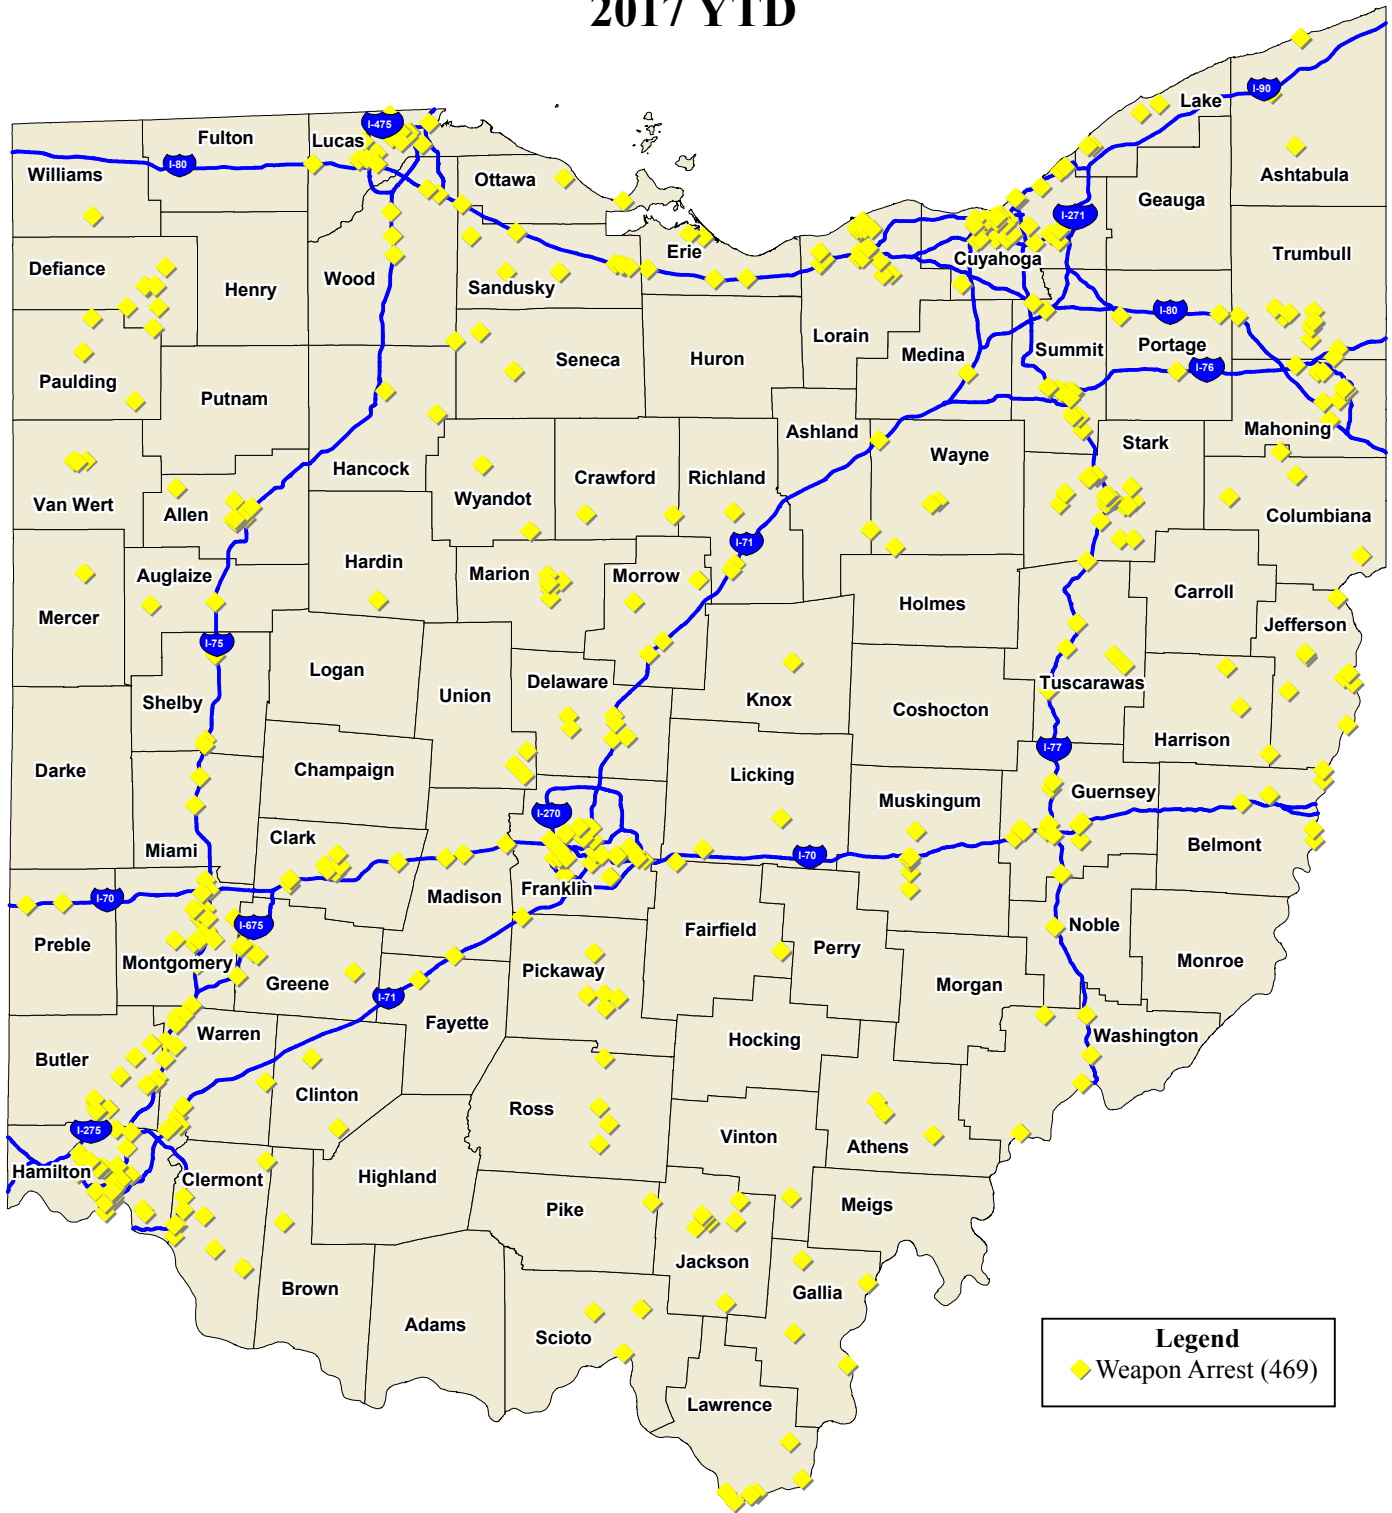 2017 YTD
Lake
I-90
I-475
Fulton
Lucas
I-80
Williams
Ottawa
Ashtabula
Geauga
I-271
Erie
Cuyahoga
Trumbull
Defiance
Henry
Wood
Sandusky
I-80
Lorain
Portage
Seneca
Huron
Medina
Summit
I-76
Paulding
Putnam
Ashland
Mahoning
Stark
Wayne
Hancock
Crawford
Richland
Van Wert
Wyandot
Allen
Columbiana
I-71
Hardin
Auglaize
Marion
Morrow
Carroll
Mercer
Holmes
Jefferson
I-75
Logan
Delaware
Tuscarawas
Union
Shelby
Knox
Coshocton
Harrison
I-77
Darke
Champaign
Licking
Guernsey
Muskingum
I-270
Clark
Belmont
Miami
I-70
Franklin
Madison
I-70
I-675
Noble
Fairfield
Preble
Perry
Montgomery
Monroe
Pickaway
Greene
Morgan
I-71
Fayette
Warren
Washington
Hocking
Butler
Clinton
Ross
I-275
Vinton
Athens
Hamilton
Highland
Clermont
Meigs
Pike
Jackson
Brown
Gallia
Adams
Scioto
Legend
Weapon Arrest (469)
Lawrence